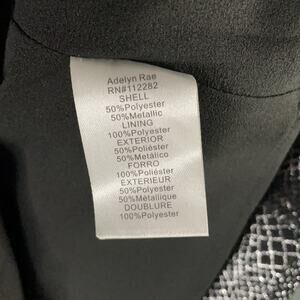 Adelyn Rae
RN#112282
SHELL
50%Polyester
50%Metallic
LINING
100%Polyester
EXTERIOR
50%Poliéster
50%Metálico
FORRO
100%Poliéster
EXTERIEUR
50%Polyester
50%Métallique
DOUBLURE
100%Polyester